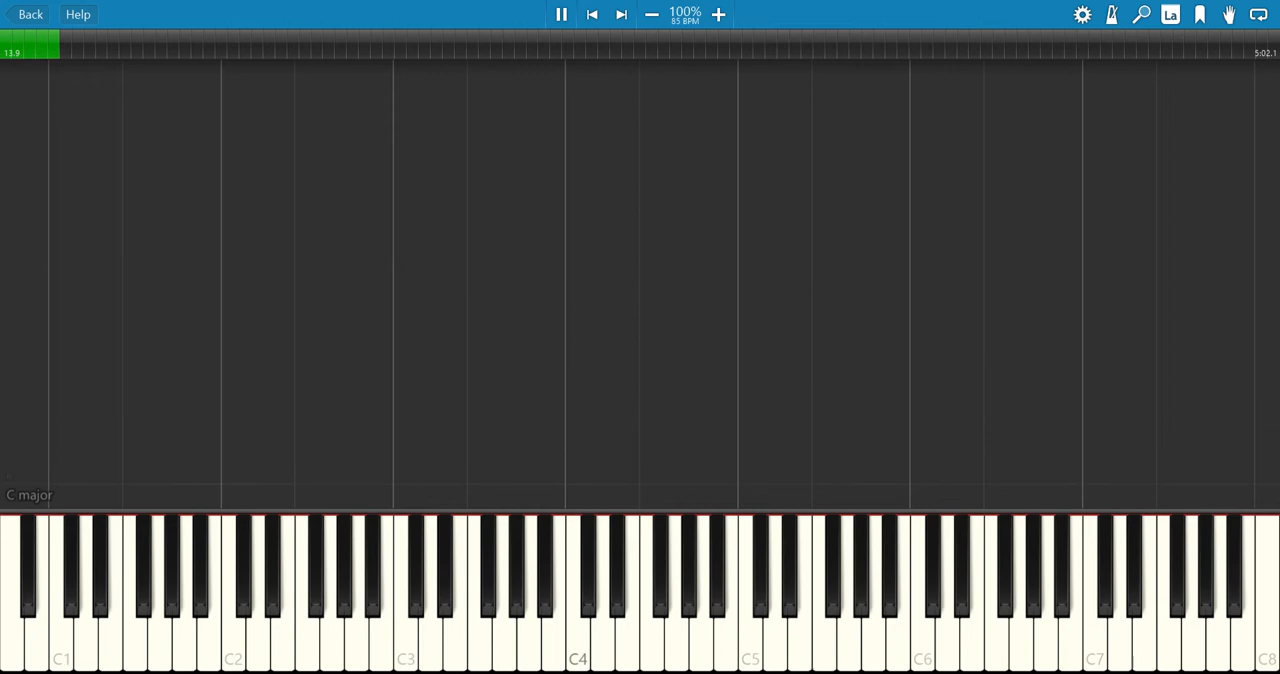 Back Help 100% La
85 BPM
13.9 5:02.1
C major
C1 C2 C3 C4 C5 C6 C7 C8